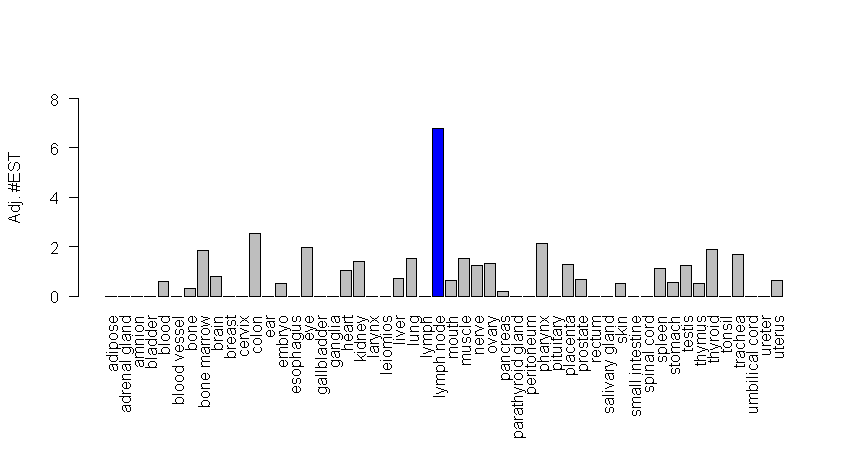 Adj. #EST
8
6
4
2
0
adipose
adrenal gland
amnion
bladder
blood
blood vessel
bone
bone marrow
brain
breast
cervix
colon
ear
embryo
esophagus
eye
gallbladder
ganglia
heart
kidney
larynx
leiomios
liver
lung
lymph
lymph node
mouth
muscle
nerve
ovary
pancreas
parathyroid gland
peritoneum
pharynx
pituitary
placenta
prostate
rectum
salivary gland
skin
small intestine
spinal cord
spleen
stomach
testis
thymus
thyroid
tonsil
trachea
umbilical cord
ureter
uterus